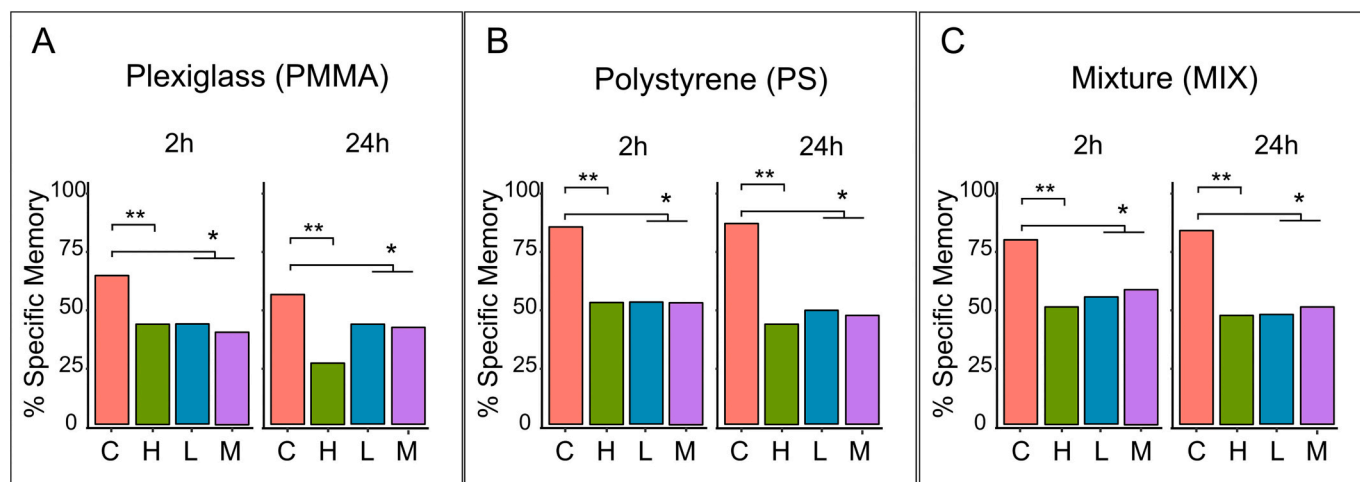 A
Plexiglass (PMMA)
2h
24h
% Specific Memory
100
75
50
25
0
**
*
**
*
C H L M
C H L M
B
Polystyrene (PS)
2h
24h
% Specific Memory
100
75
50
25
0
**
*
**
*
C H L M
C H L M
C
Mixture (MIX)
2h
24h
% Specific Memory
100
75
50
25
0
**
*
**
*
C H L M
C H L M